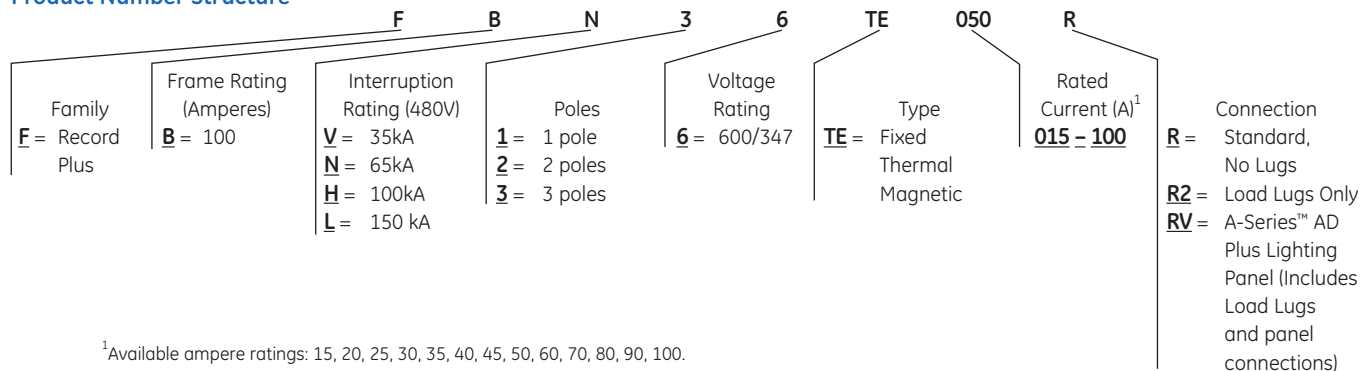 Product Number Structure
F B N 3 6 TE 050 R
Family
F = Record
Plus
Frame Rating
(Amperes)
B = 100
Interruption
Rating (480V)
V = 35kA
N = 65kA
H = 100kA
L = 150 kA
Poles
1 = 1 pole
2 = 2 poles
3 = 3 poles
Voltage
Rating
6 = 600/347
Type
TE = Fixed
Thermal
Magnetic
Rated
Current (A)1
015 – 100
Connection
R = Standard,
No Lugs
R2 = Load Lugs Only
RV = A-Series™ AD
Plus Lighting
Panel (Includes
Load Lugs
and panel
connections)
1Available ampere ratings: 15, 20, 25, 30, 35, 40, 45, 50, 60, 70, 80, 90, 100.